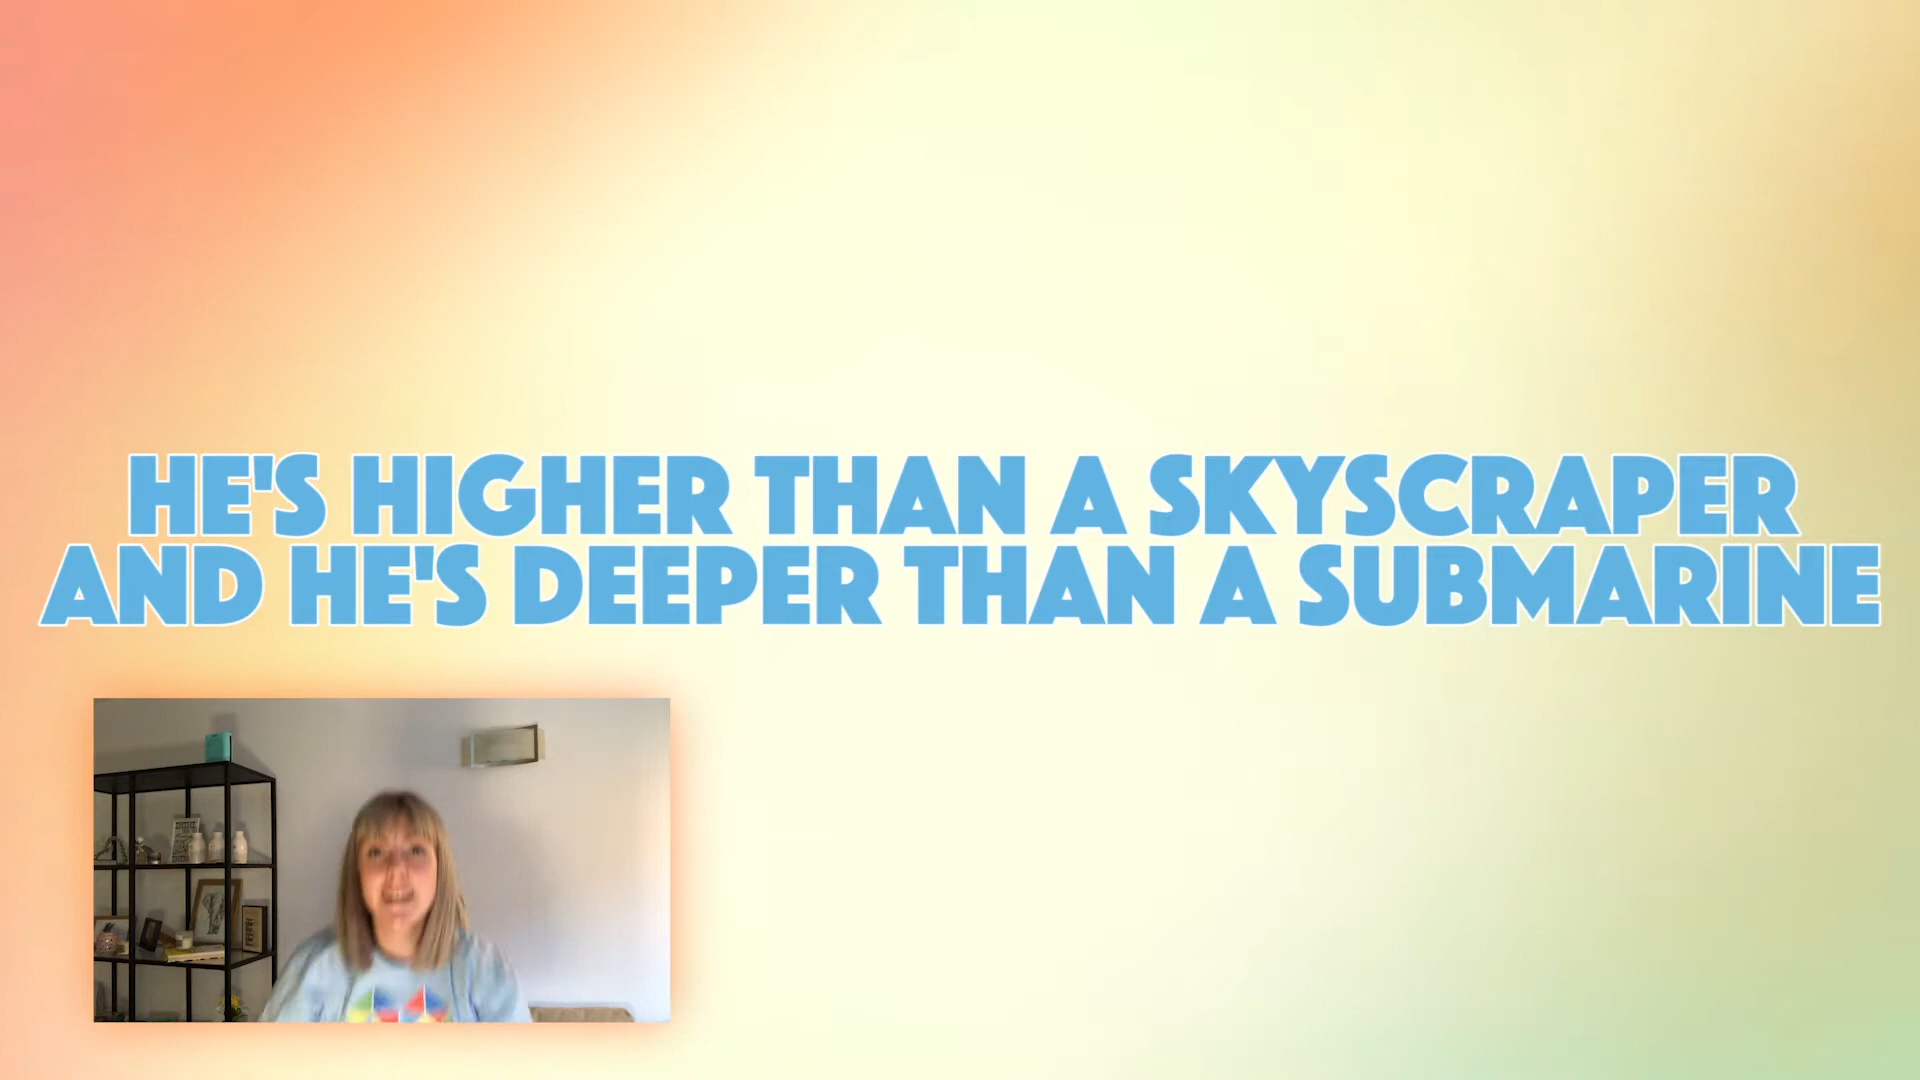 HE'S HIGHER THAN A SKYSCRAPER
AND HE'S DEEPER THAN A SUBMARINE